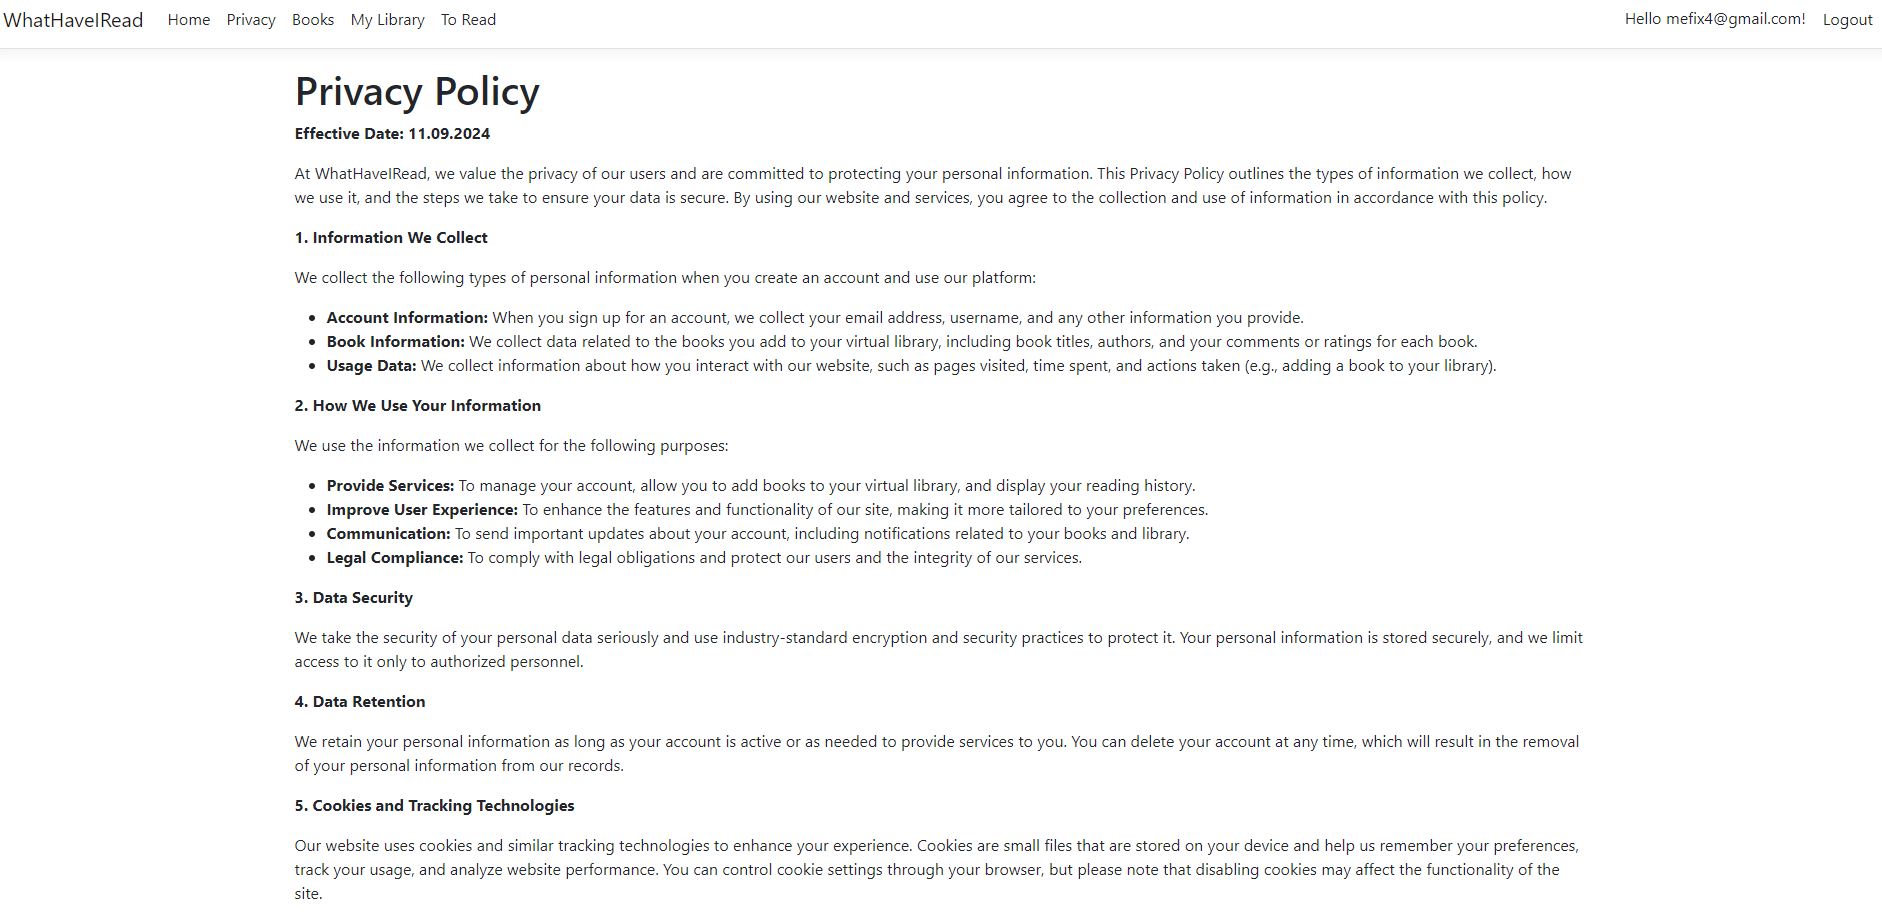 WhatHaveIRead Home Privacy Books My Library To Read Hello mefix4@gmail.com! Logout
Privacy Policy
Effective Date: 11.09.2024
At WhatHaveIRead, we value the privacy of our users and are committed to protecting your personal information. This Privacy Policy outlines the types of information we collect, how
we use it, and the steps we take to ensure your data is secure. By using our website and services, you agree to the collection and use of information in accordance with this policy.
1. Information We Collect
We collect the following types of personal information when you create an account and use our platform:
• Account Information: When you sign up for an account, we collect your email address, username, and any other information you provide.
• Book Information: We collect data related to the books you add to your virtual library, including book titles, authors, and your comments or ratings for each book.
• Usage Data: We collect information about how you interact with our website, such as pages visited, time spent, and actions taken (e.g., adding a book to your library).
2. How We Use Your Information
We use the information we collect for the following purposes:
• Provide Services: To manage your account, allow you to add books to your virtual library, and display your reading history.
• Improve User Experience: To enhance the features and functionality of our site, making it more tailored to your preferences.
• Communication: To send important updates about your account, including notifications related to your books and library.
• Legal Compliance: To comply with legal obligations and protect our users and the integrity of our services.
3. Data Security
We take the security of your personal data seriously and use industry-standard encryption and security practices to protect it. Your personal information is stored securely, and we limit
access to it only to authorized personnel.
4. Data Retention
We retain your personal information as long as your account is active or as needed to provide services to you. You can delete your account at any time, which will result in the removal
of your personal information from our records.
5. Cookies and Tracking Technologies
Our website uses cookies and similar tracking technologies to enhance your experience. Cookies are small files that are stored on your device and help us remember your preferences,
track your usage, and analyze website performance. You can control cookie settings through your browser, but please note that disabling cookies may affect the functionality of the
site.